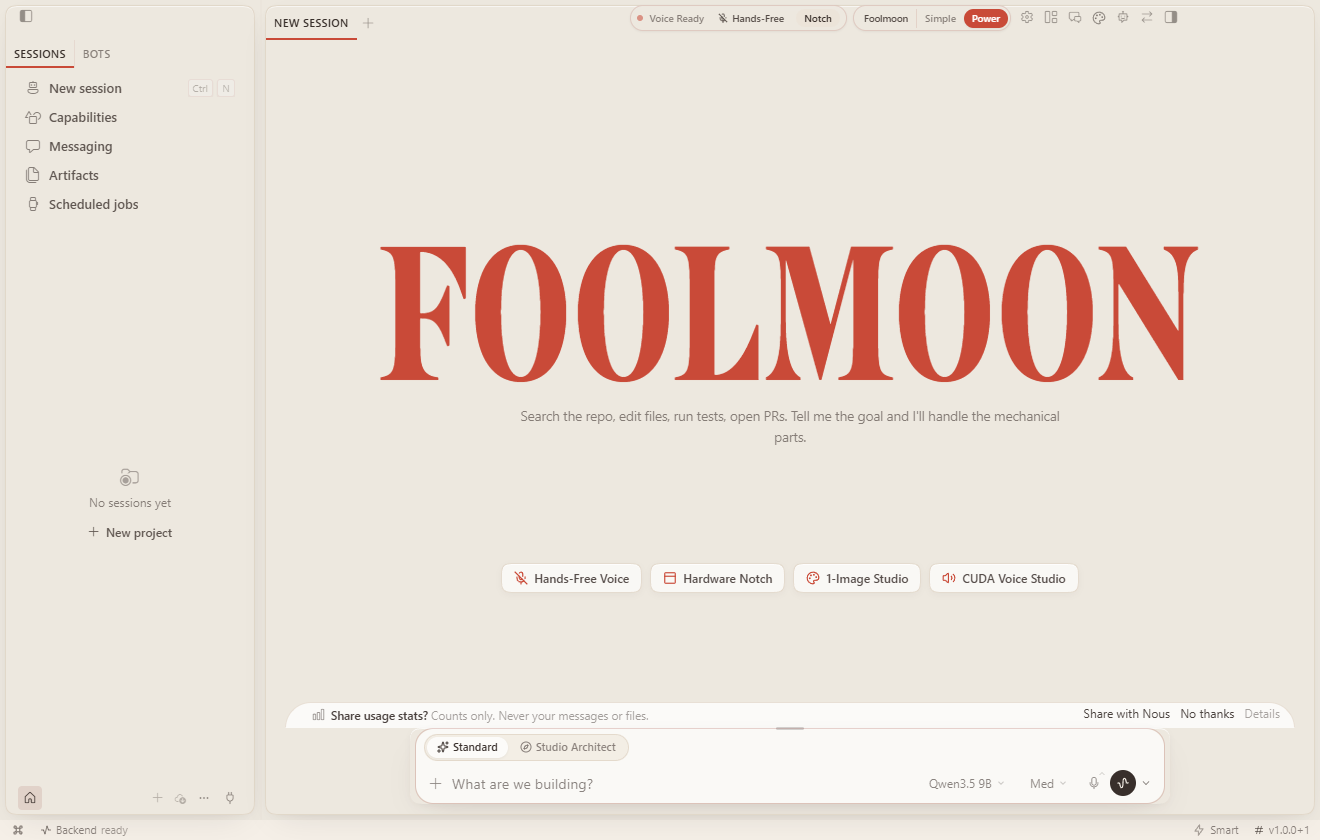 NEW SESSION
Voice Ready
Hands-Free
Notch
Foolmoon
Simple
Power
SESSIONS
BOTS
New session
Ctrl
N
Capabilities
Messaging
Artifacts
Scheduled jobs
FOOLMOON
Search the repo, edit files, run tests, open PRs. Tell me the goal and I'll handle the mechanical
parts.
No sessions yet
New project
Hands-Free Voice
Hardware Notch
1-Image Studio
CUDA Voice Studio
Share usage stats? Counts only. Never your messages or files.
Share with Nous
No thanks
Details
Standard
Studio Architect
What are we building?
Qwen3.5 9B
Med
Backend ready
Smart
# v1.0.0+1